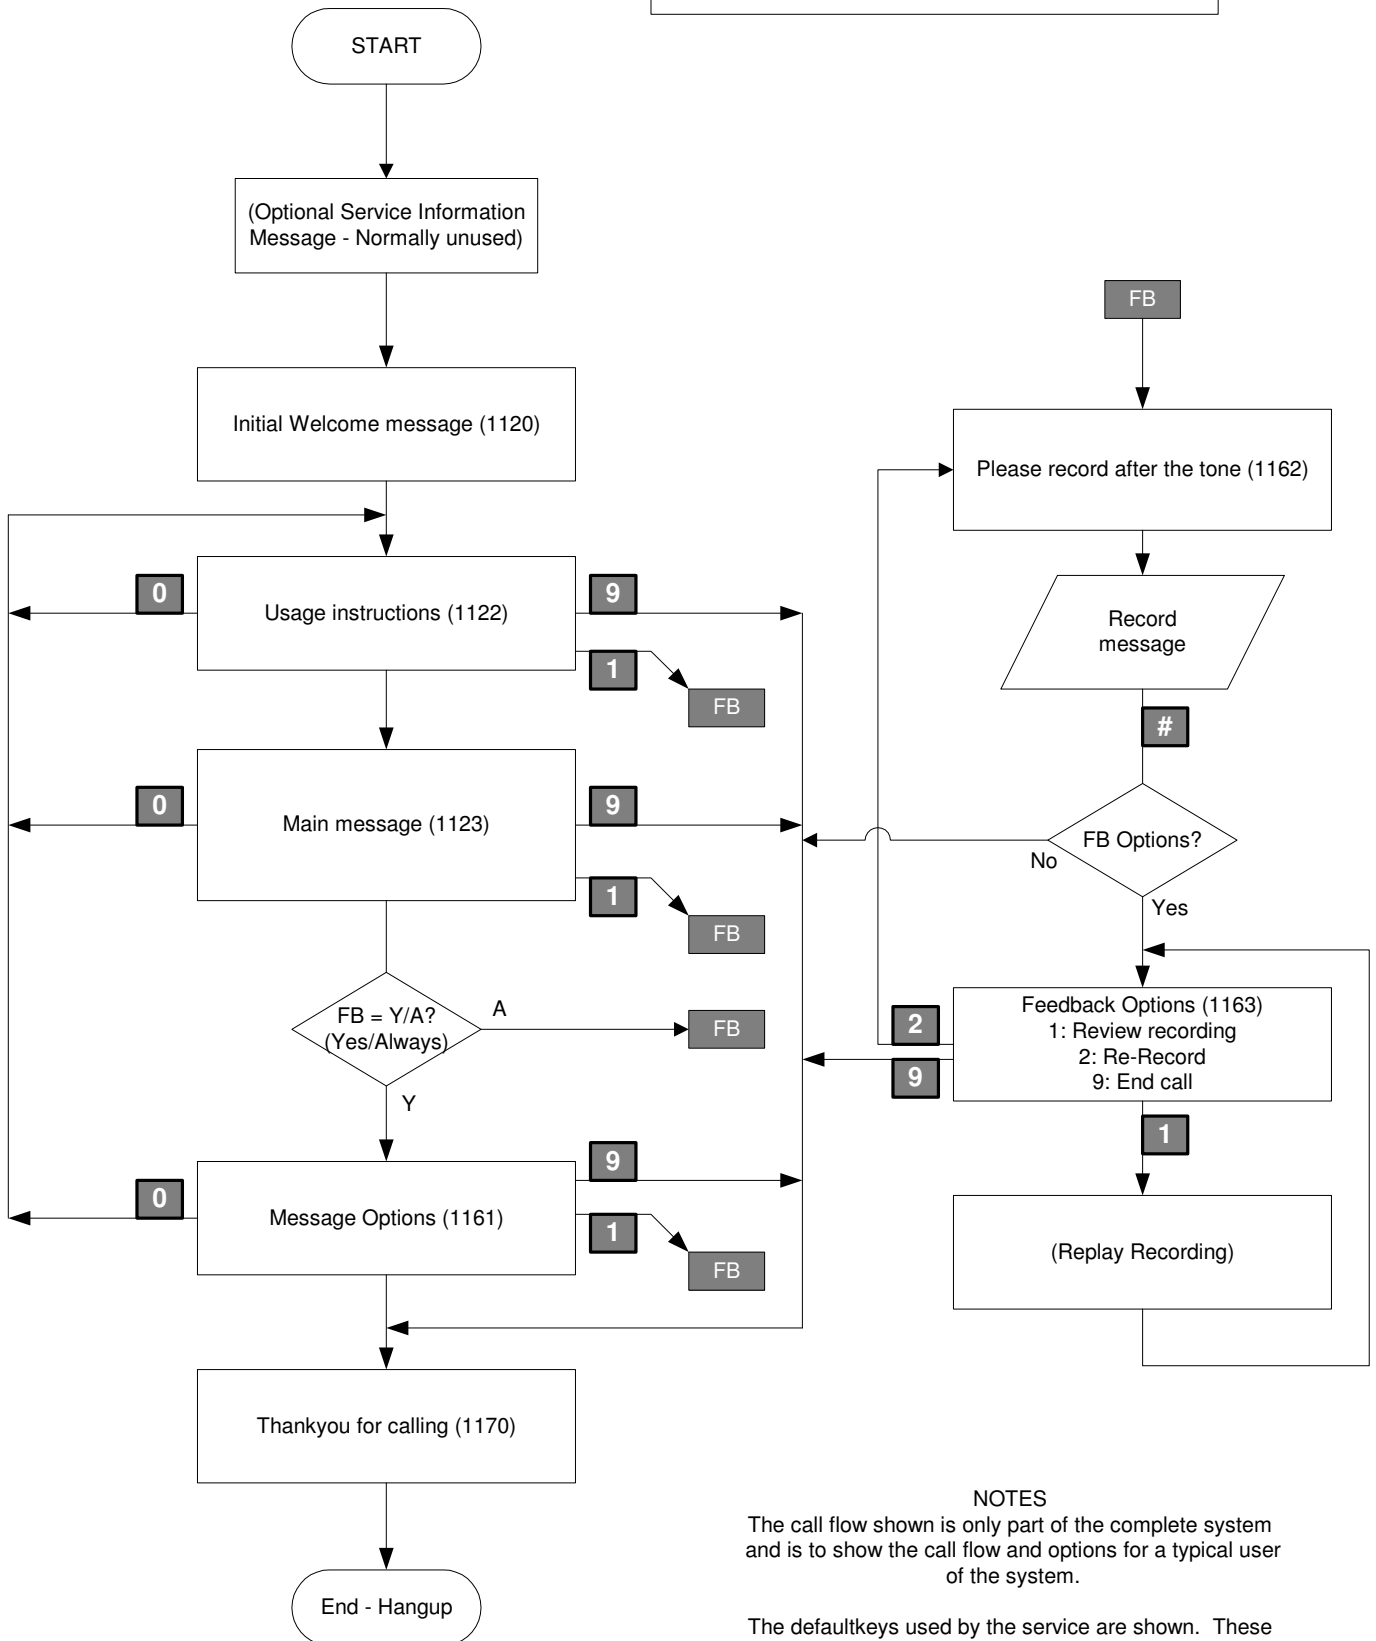 START
(Optional Service Information
Message - Normally unused)
Initial Welcome message (1120)
0
Usage instructions (1122)
9
1
FB
0
Main message (1123)
9
1
FB
FB = Y/A?
(Yes/Always)
A
FB
Y
0
Message Options (1161)
9
1
FB
Thankyou for calling (1170)
End - Hangup
FB
Please record after the tone (1162)
Record
message
#
FB Options?
No
Yes
Feedback Options (1163)
1: Review recording
2: Re-Record
9: End call
2
9
1
(Replay Recording)
NOTES
The call flow shown is only part of the complete system
and is to show the call flow and options for a typical user
of the system.
The defaultkeys used by the service are shown.  These